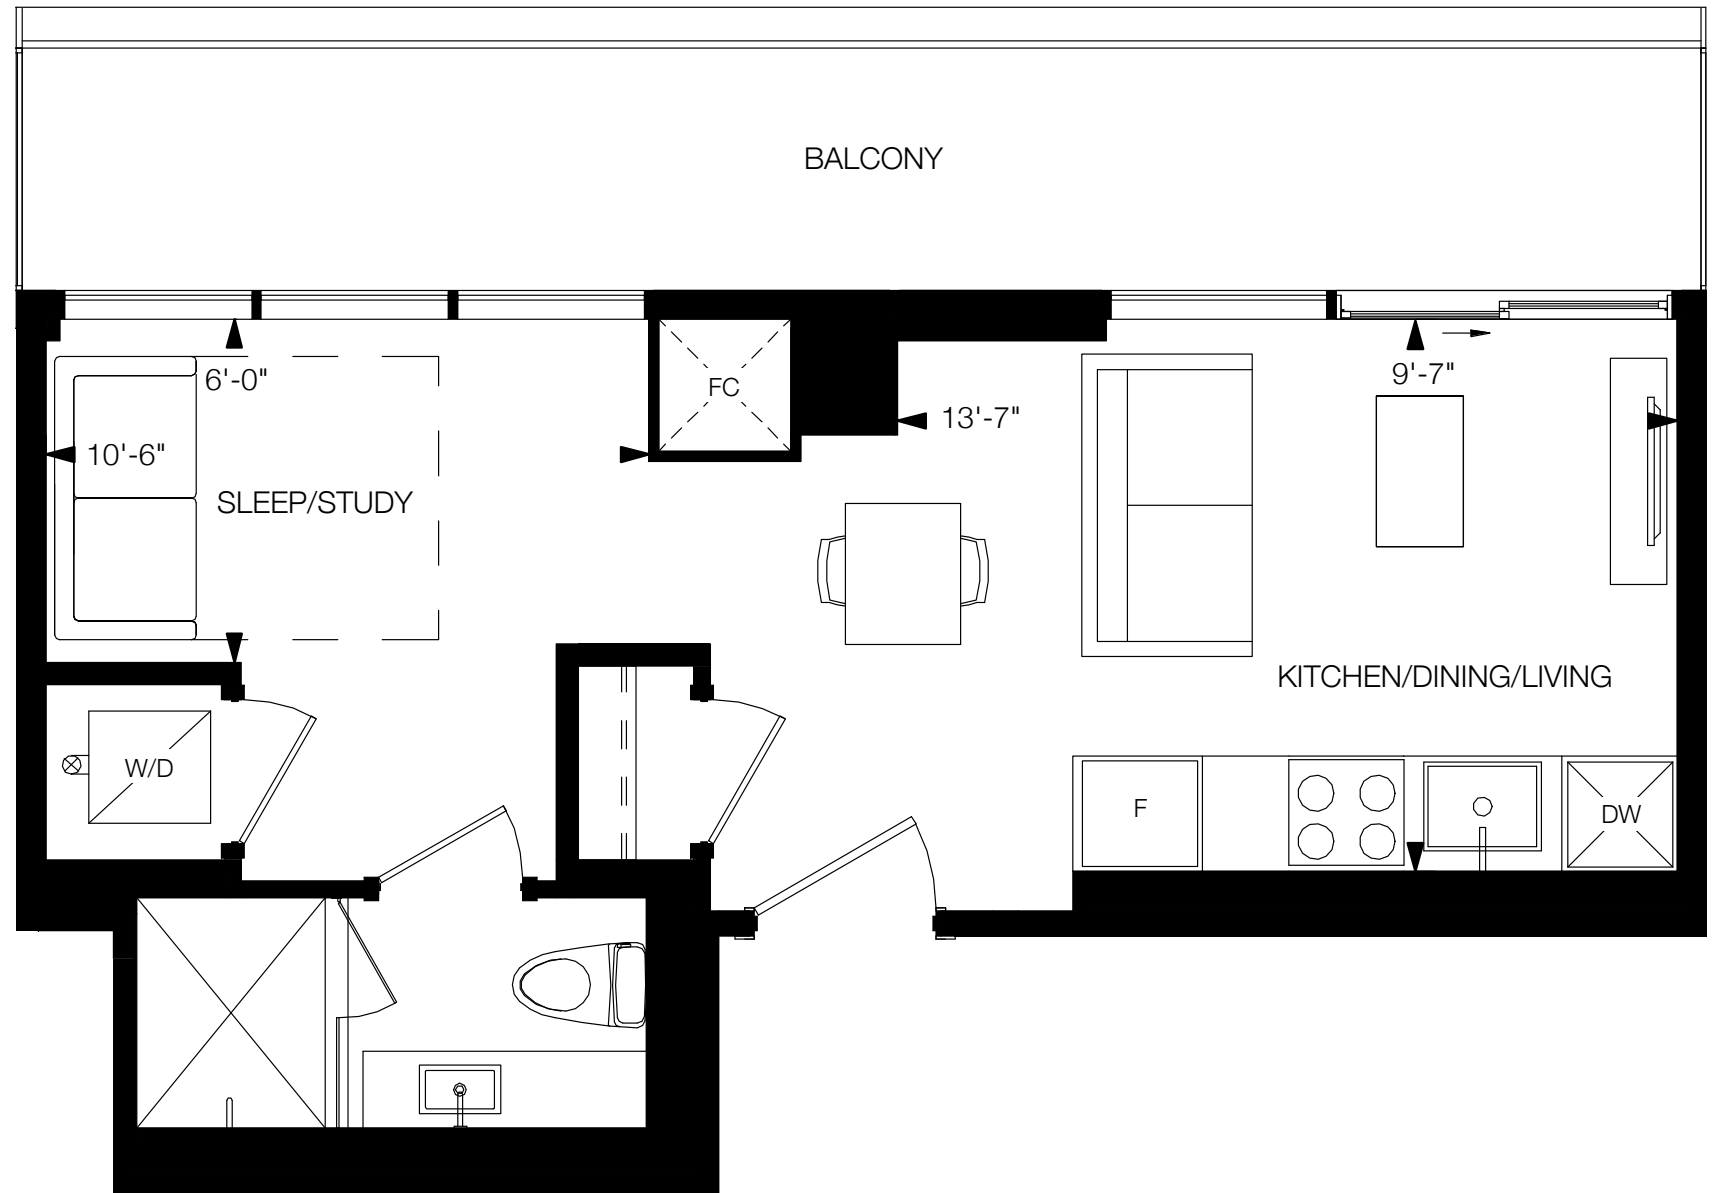 BALCONY
6'-0"
FC
9'-7"
13'-7"
10'-6"
SLEEP/STUDY
KITCHEN/DINING/LIVING
W/D
F
DW